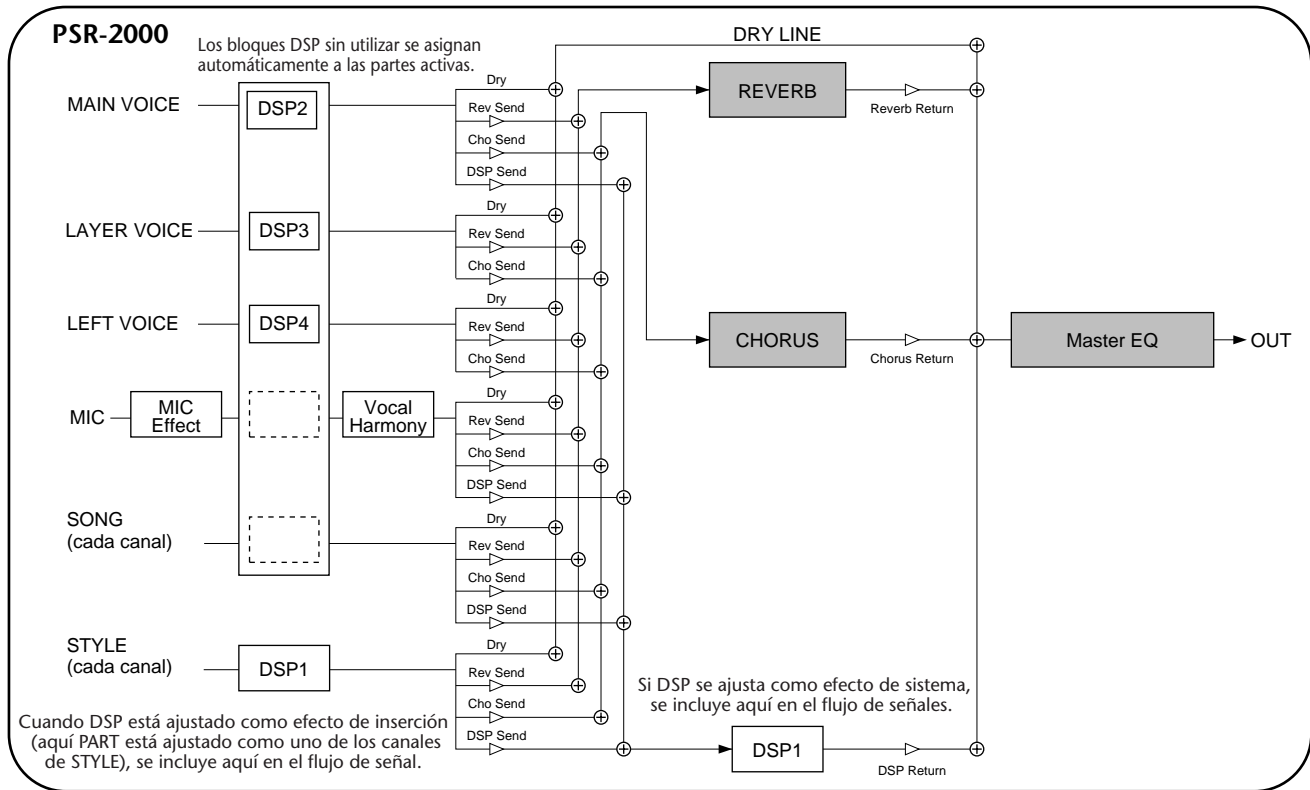 PSR-2000
Los bloques DSP sin utilizar se asignan
automáticamente a las partes activas.
DRY LINE
MAIN VOICE
DSP2
Dry
Rev Send
Cho Send
DSP Send
REVERB
Reverb Return
LAYER VOICE
DSP3
Dry
Rev Send
Cho Send
LEFT VOICE
DSP4
Dry
Rev Send
Cho Send
CHORUS
Chorus Return
Master EQ
OUT
MIC
MIC
Effect
Vocal
Harmony
Dry
Rev Send
Cho Send
DSP Send
SONG
(cada canal)
Dry
Rev Send
Cho Send
DSP Send
STYLE
(cada canal)
DSP1
Dry
Rev Send
Cho Send
DSP Send
Si DSP se ajusta como efecto de sistema,
se incluye aquí en el flujo de señales.
Cuando DSP está ajustado como efecto de inserción
(aquí PART está ajustado como uno de los canales
de STYLE), se incluye aquí en el flujo de señal.
DSP1
DSP Return